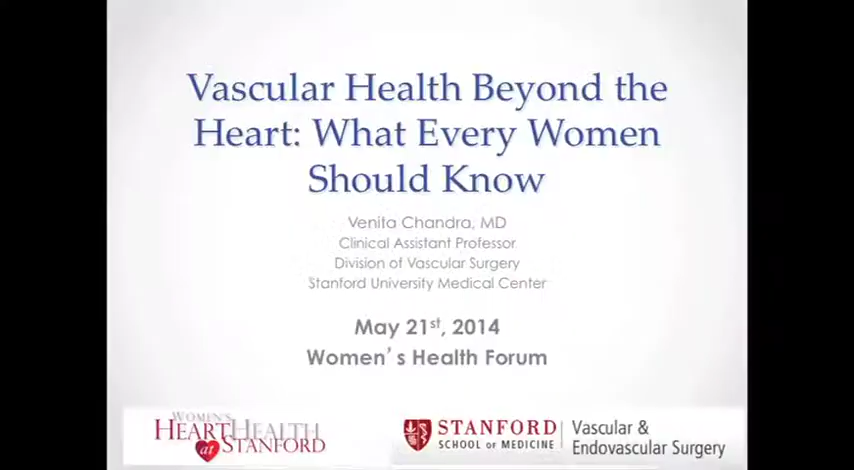 Vascular Health Beyond the
Heart: What Every Women
Should Know
Venita Chandra, MD
Clinical Assistant Professor
Division of Vascular Surgery
Stanford University Medical Center
May 21st, 2014
Women's Health Forum
WOMEN'S
HEART HEALTH
at STANFORD
STANFORD
SCHOOL OF MEDICINE
Vascular &
Endovascular Surgery